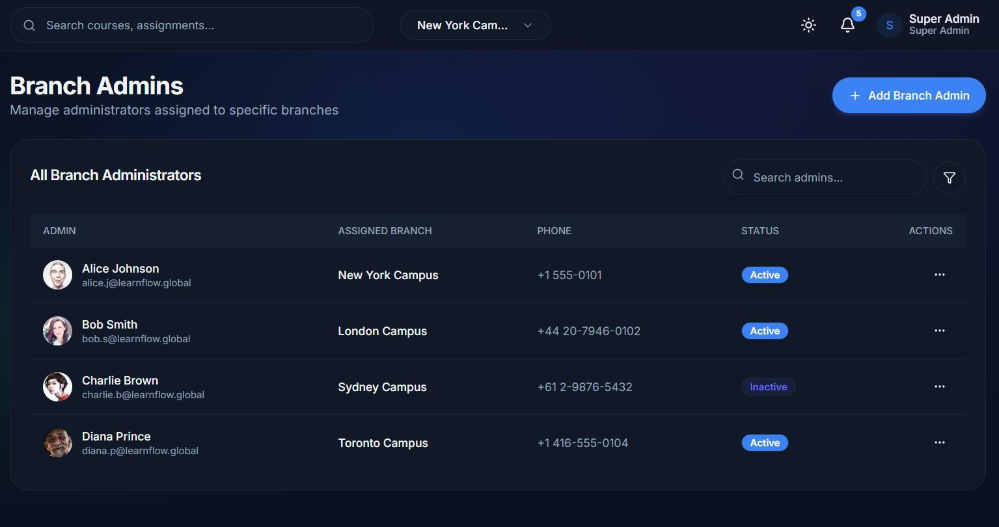 Search courses, assignments...
New York Cam...
5
S
Super Admin
Super Admin
Branch Admins
Manage administrators assigned to specific branches
+ Add Branch Admin
All Branch Administrators
Search admins...
ADMIN ASSIGNED BRANCH PHONE STATUS ACTIONS
Alice Johnson
alice.j@learnflow.global
New York Campus
+1 555-0101
Active
Bob Smith
bob.s@learnflow.global
London Campus
+44 20-7946-0102
Active
Charlie Brown
charlie.b@learnflow.global
Sydney Campus
+61 2-9876-5432
Inactive
Diana Prince
diana.p@learnflow.global
Toronto Campus
+1 416-555-0104
Active